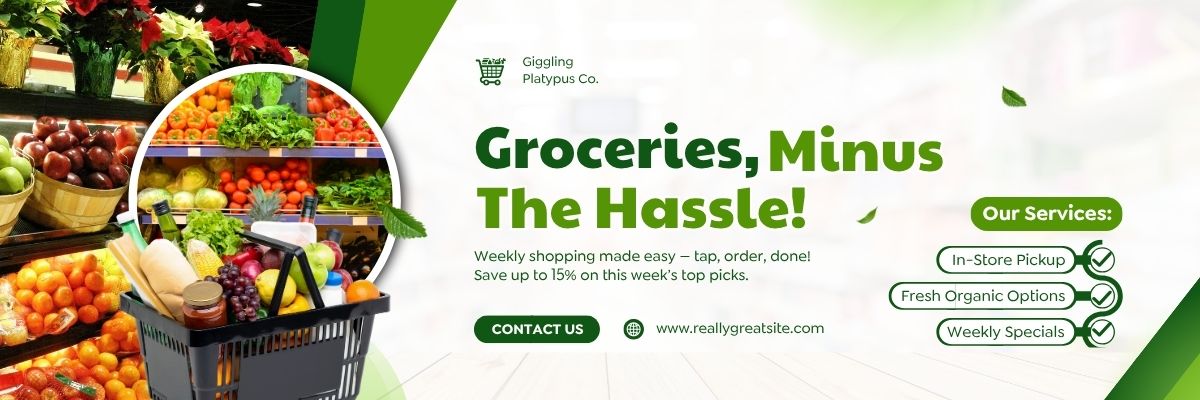 Giggling
Platypus Co.
Groceries, Minus
The Hassle!
Weekly shopping made easy – tap, order, done!
Save up to 15% on this week's top picks.
CONTACT US
www.reallygreatsite.com
Our Services:
In-Store Pickup
Fresh Organic Options
Weekly Specials